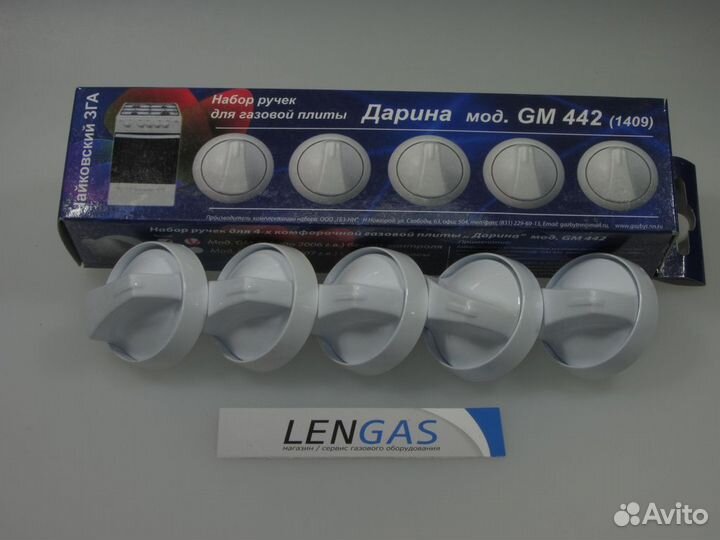 Чайковский ЗГА
Набор ручек
для газовой плиты Дарина мод. GM 442 (1409)
Набор ручек для 4-х комфорочной газовой плиты „Дарина" мод. GM 442
LENGAS
магазин / сервис газового оборудования
Avito